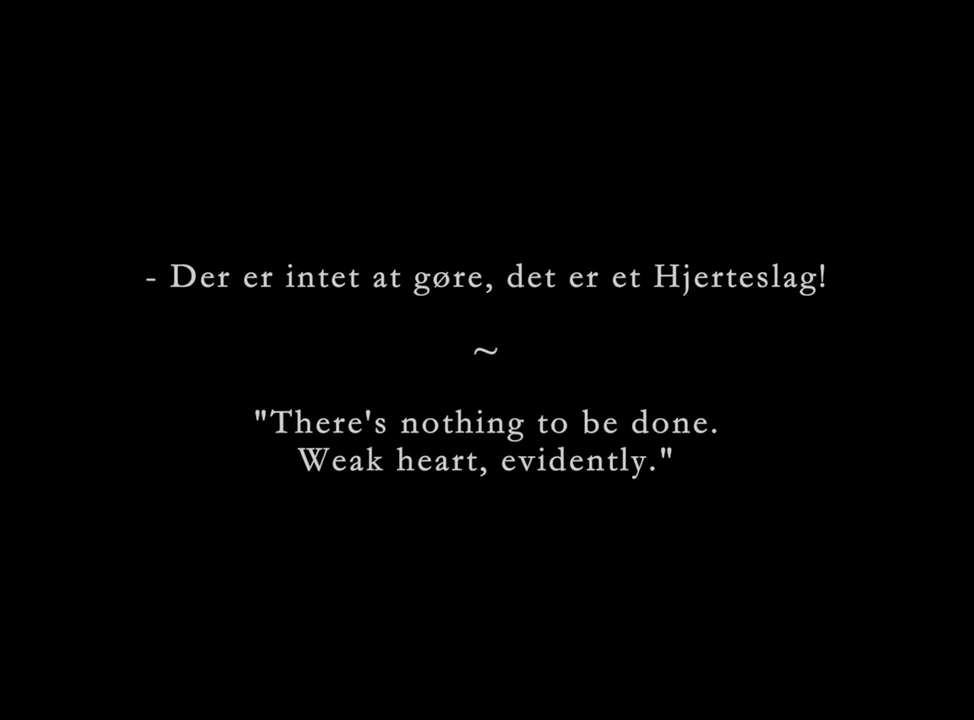 - Der er intet at gøre, det er et Hjerteslag!
~
"There's nothing to be done.
Weak heart, evidently."